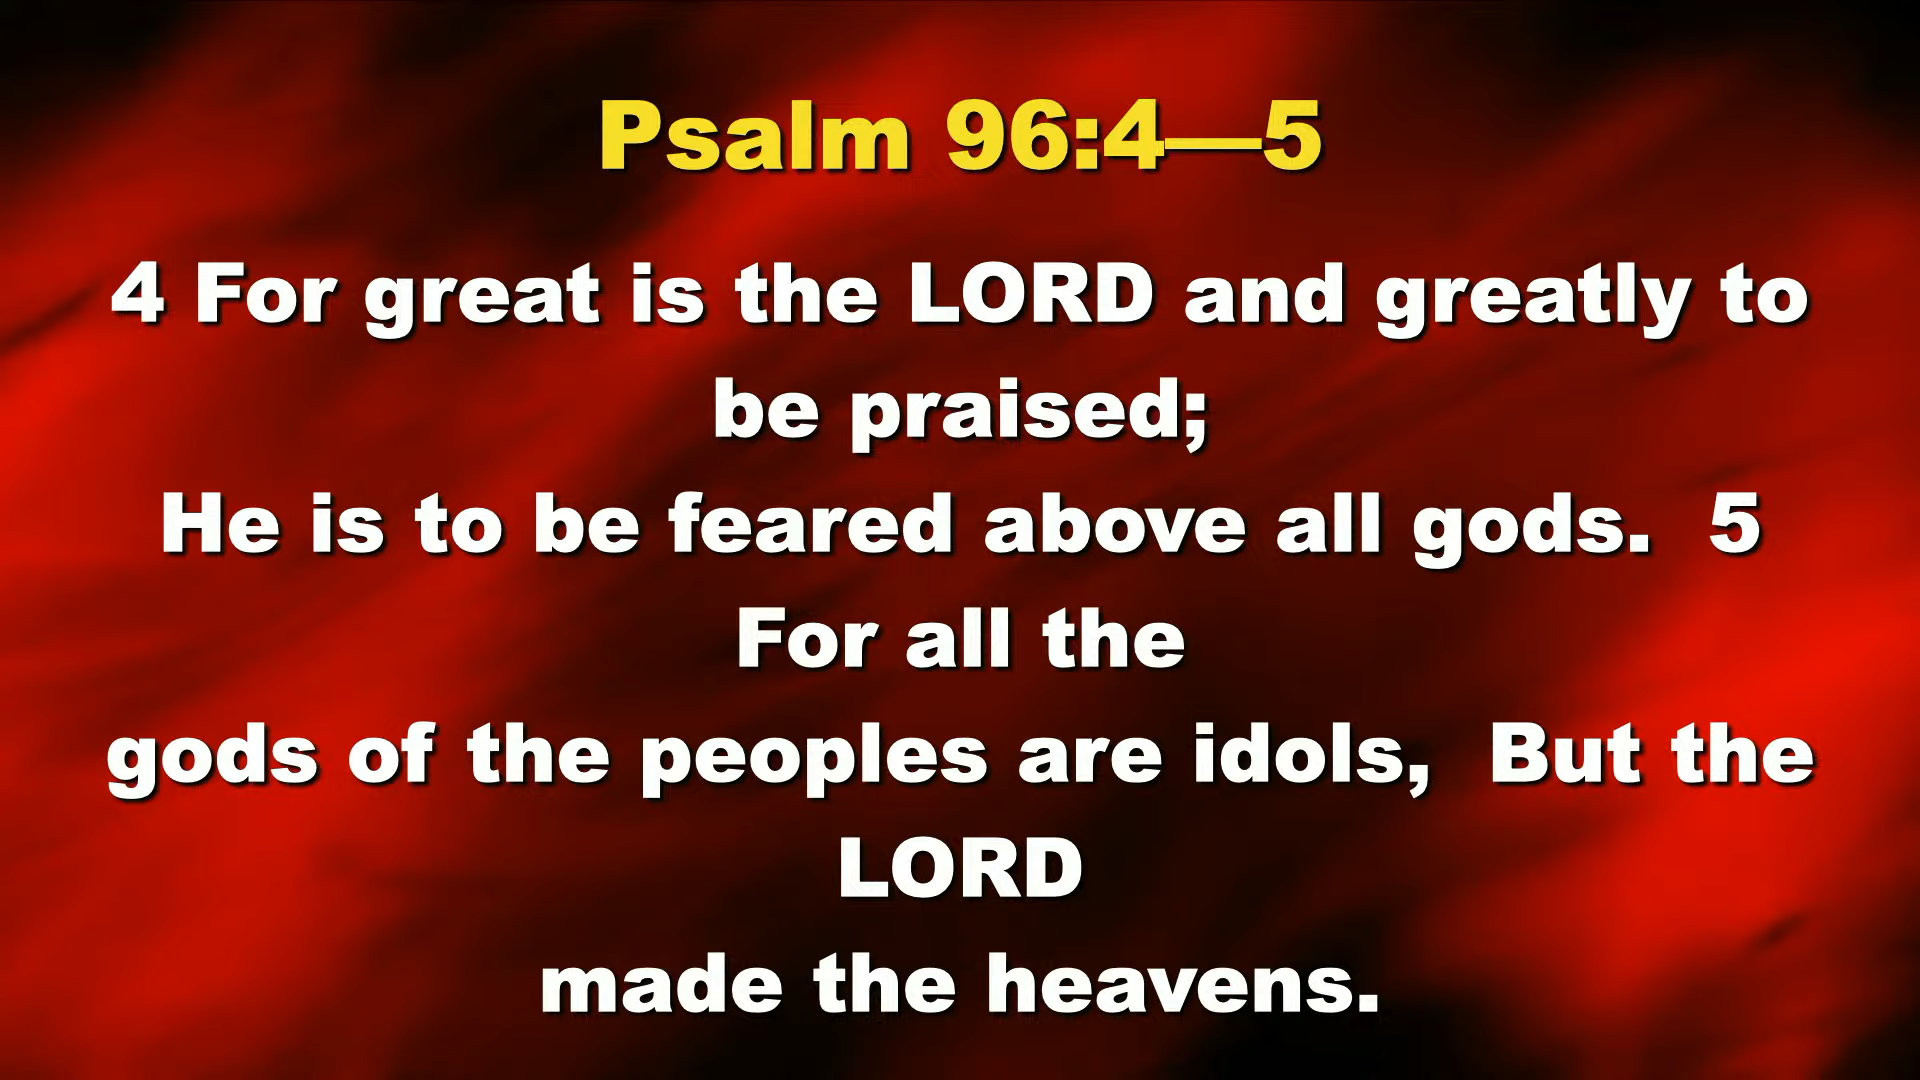 Psalm 96:4—5
4 For great is the LORD and greatly to
be praised;
He is to be feared above all gods.  5
For all the
gods of the peoples are idols,  But the
LORD
made the heavens.